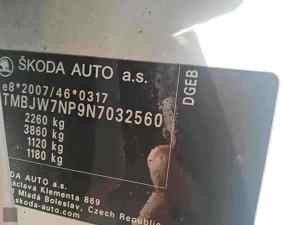 ŠKODA AUTO a.s.
e8*2007/46*0317
TMBJW7NP9N7032560
2260 kg
3860 kg
1120 kg
1180 kg
DGEB
DA AUTO a.s.
áclava Klementa 869
Mladá Boleslav, Czech Republic
skoda-auto.com